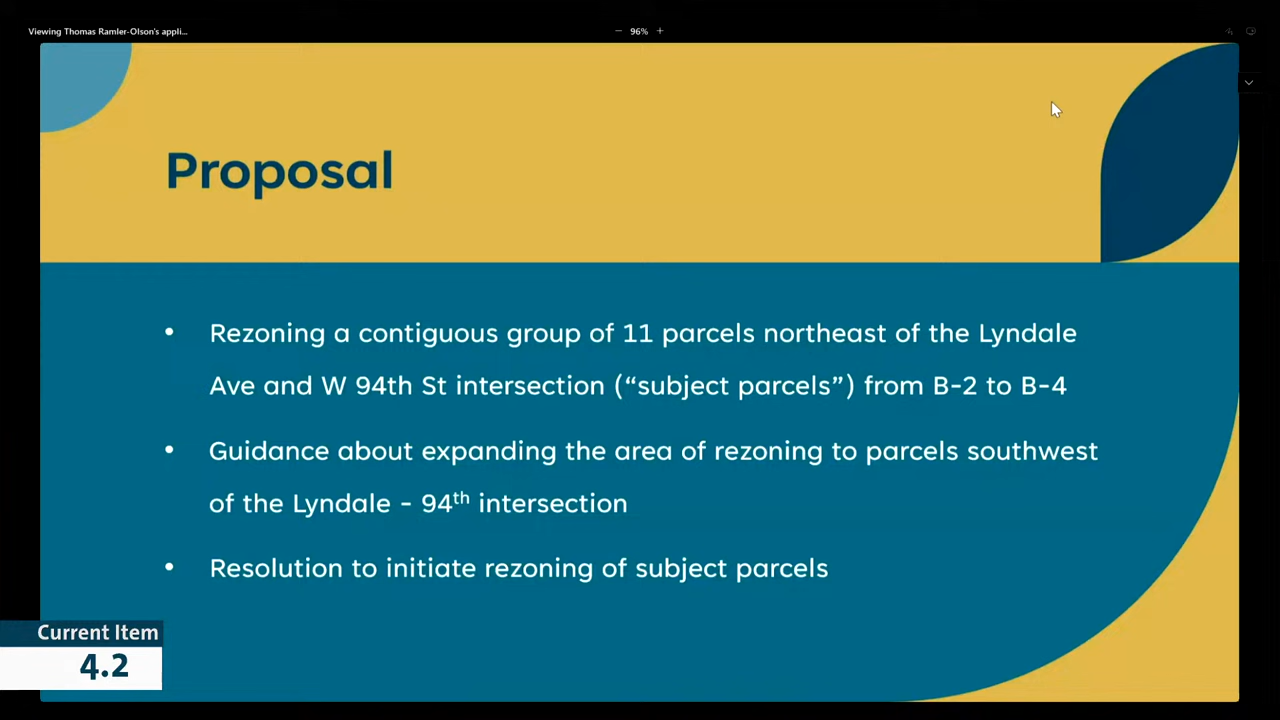 Viewing Thomas Ramler-Olson's appli...
− 96% +
Proposal
• Rezoning a contiguous group of 11 parcels northeast of the Lyndale
Ave and W 94th St intersection (“subject parcels”) from B-2 to B-4
• Guidance about expanding the area of rezoning to parcels southwest
of the Lyndale - 94th intersection
• Resolution to initiate rezoning of subject parcels
Current Item
4.2